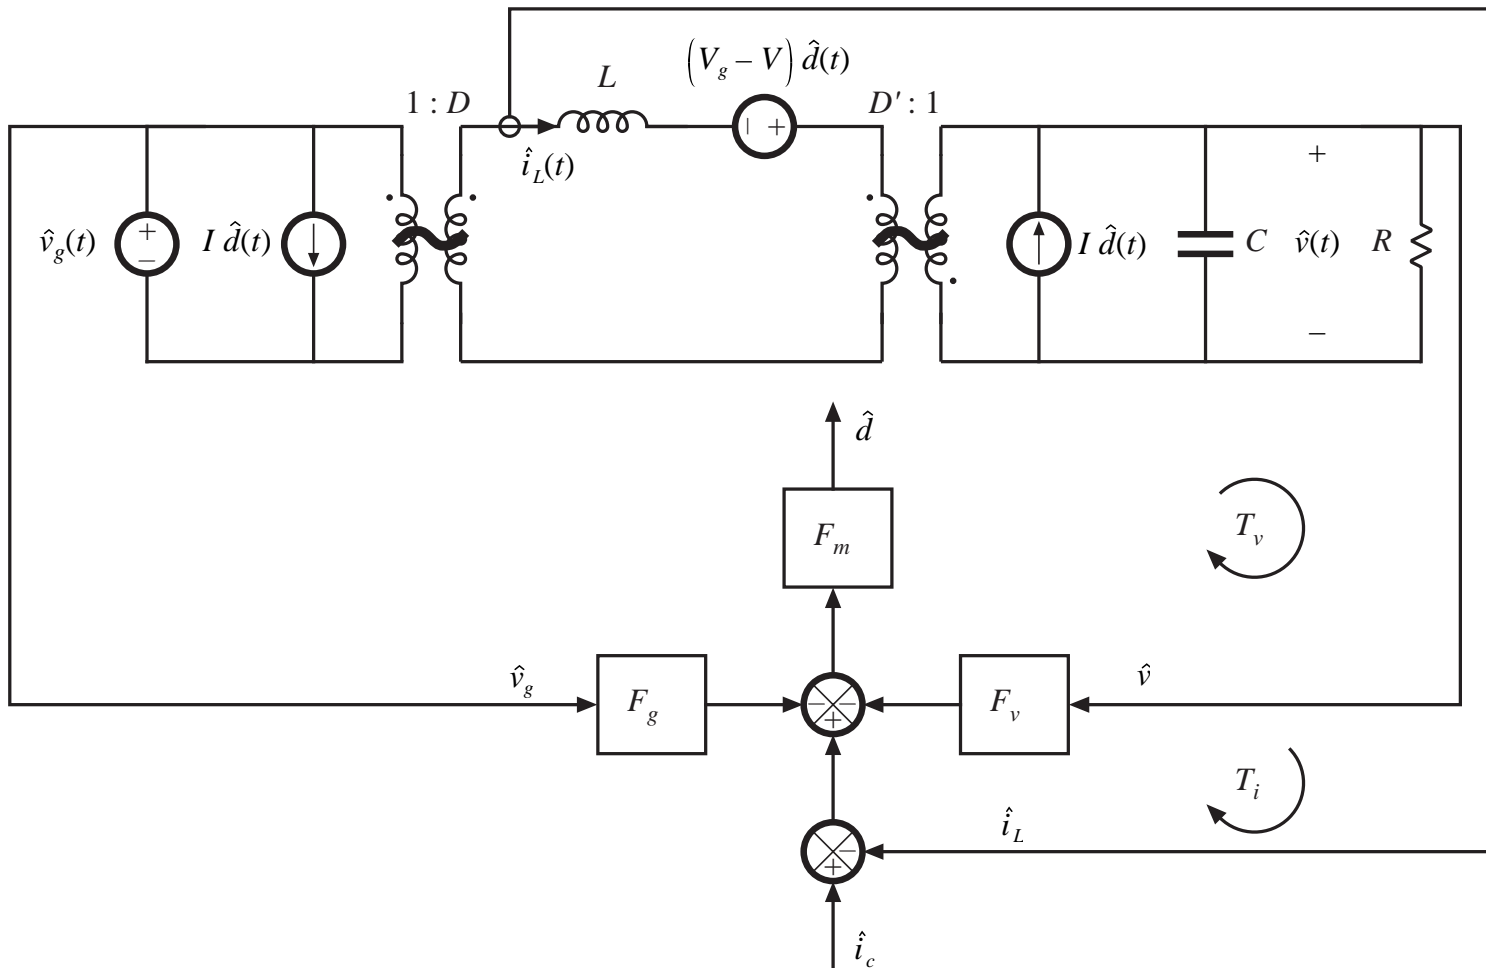 (V_g – V) d̂(t)
L
1 : D
D′ : 1
î_L(t)
+
– +
v̂_g(t)
+
–
I d̂(t)
I d̂(t)
C
v̂(t)
R
–
d̂
F_m
T_v
v̂_g
F_g
–
–
+
F_v
v̂
T_i
î_L
–
+
î_c